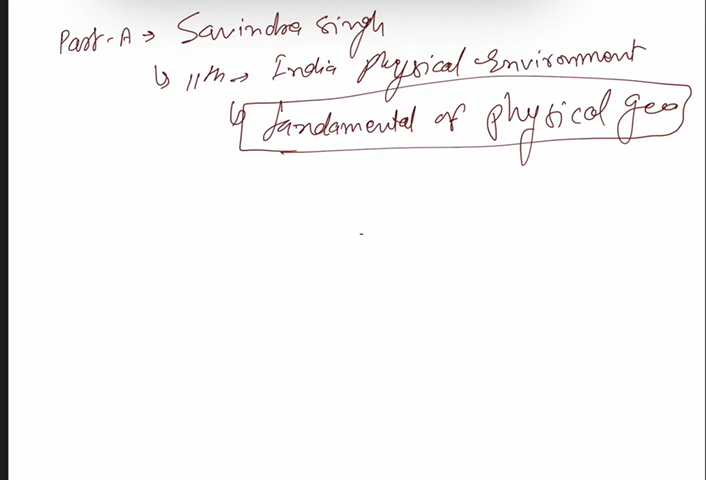 Part-A → Savindra Singh
↳ 11th → India Physical Environment
↳ fundamental of physical geo